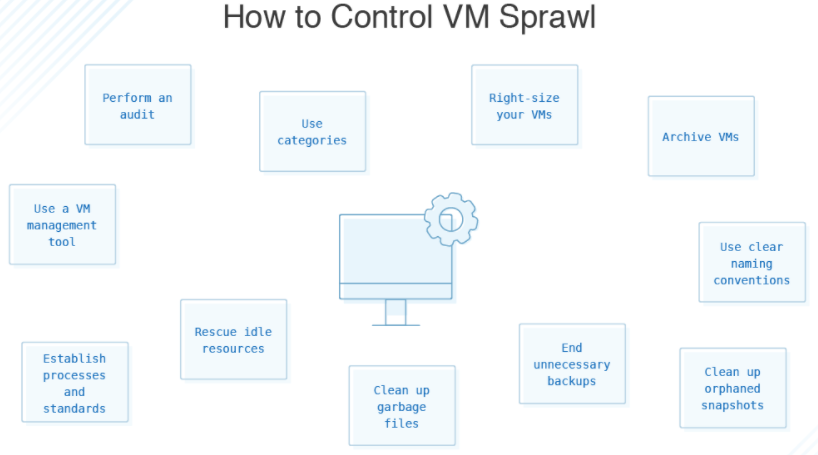 How to Control VM Sprawl
Perform an
audit
Use
categories
Right-size
your VMs
Archive VMs
Use a VM
management
tool
Use clear
naming
conventions
Rescue idle
resources
End
unnecessary
backups
Establish
processes
and
standards
Clean up
garbage
files
Clean up
orphaned
snapshots